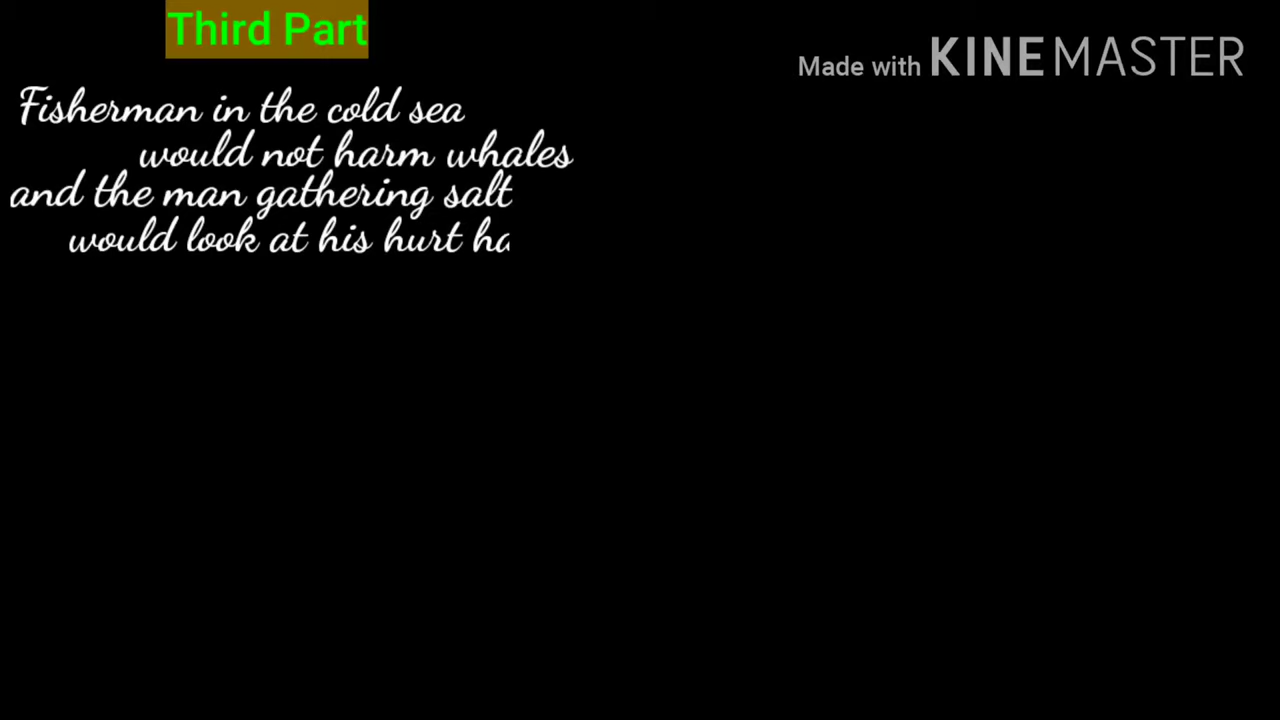 Third Part
Made with KINEMASTER
Fisherman in the cold sea
would not harm whales
and the man gathering salt
would look at his hurt